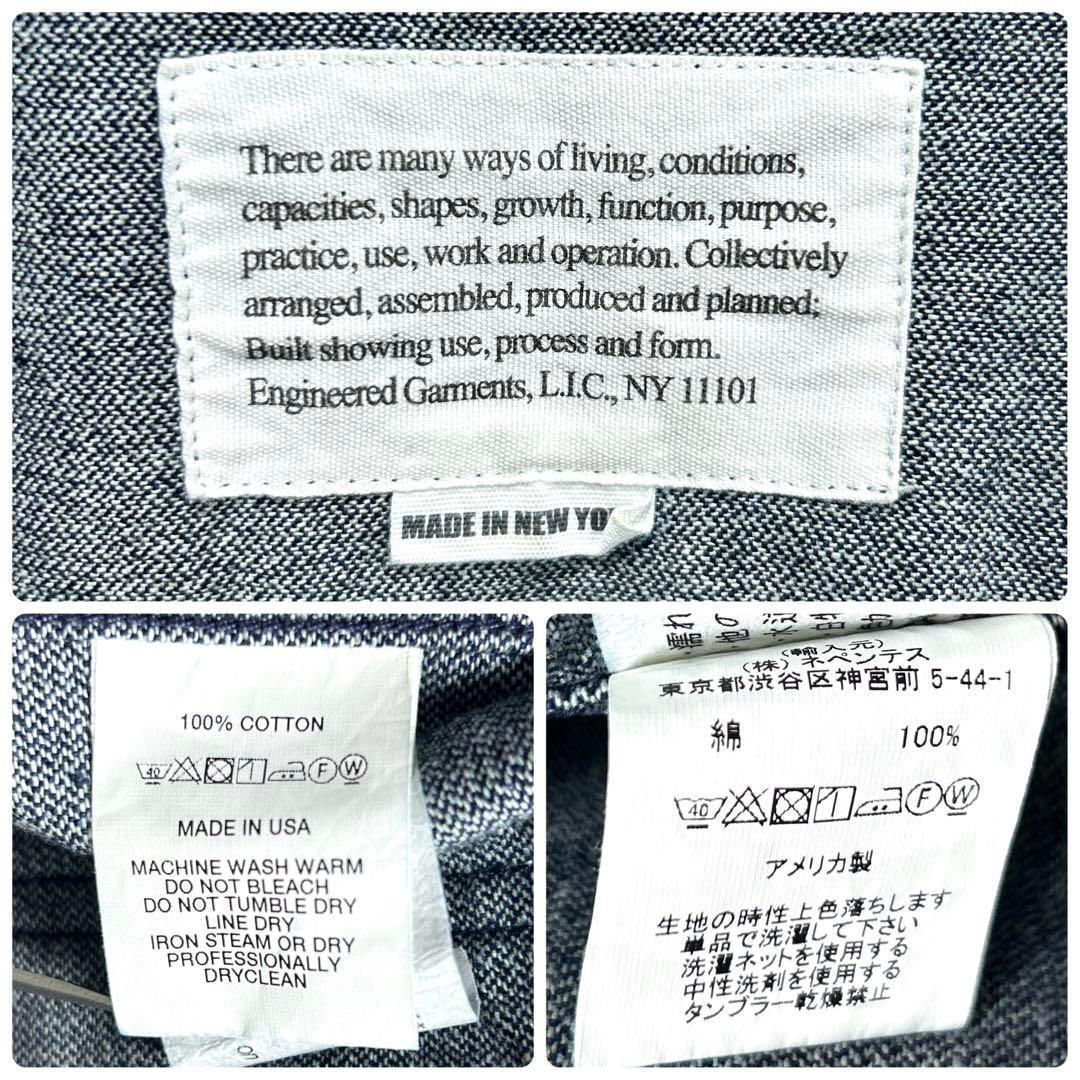 There are many ways of living, conditions,
capacities, shapes, growth, function, purpose,
practice, use, work and operation. Collectively
arranged, assembled, produced and planned;
Built showing use, process and form.
Engineered Garments, L.I.C., NY 11101
MADE IN NEW YO
100% COTTON
40 1 F W
MADE IN USA
MACHINE WASH WARM
DO NOT BLEACH
DO NOT TUMBLE DRY
LINE DRY
IRON STEAM OR DRY
PROFESSIONALLY
DRYCLEAN
(輸入元)
(株)ネペンテス
東京都渋谷区神宮前 5-44-1
綿 100%
40 1 F W
アメリカ製
生地の時性上色落ちします
単品で洗濯して下さい
洗濯ネットを使用する
中性洗剤を使用する
タンブラー乾燥禁止